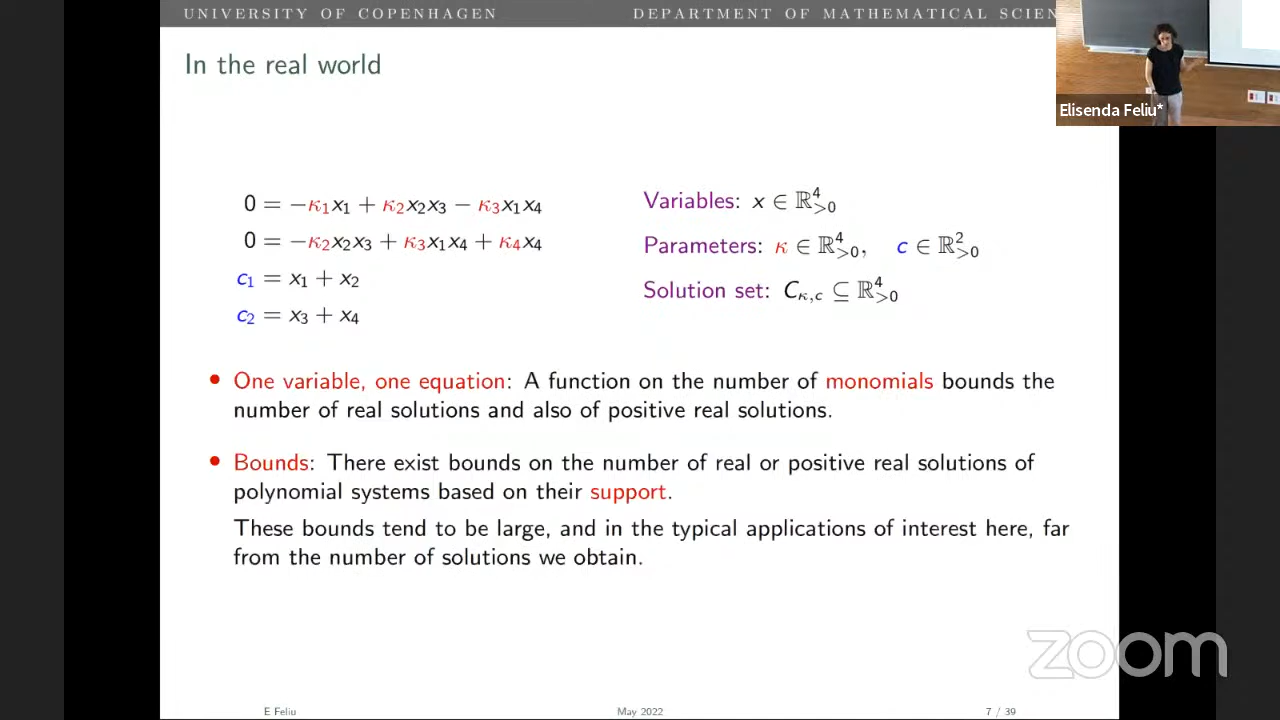 UNIVERSITY OF COPENHAGEN DEPARTMENT OF MATHEMATICAL SCIEN
Elisenda Feliu*
In the real world
0 = −κ₁x₁ + κ₂x₂x₃ − κ₃x₁x₄
0 = −κ₂x₂x₃ + κ₃x₁x₄ + κ₄x₄
c₁ = x₁ + x₂
c₂ = x₃ + x₄
Variables: x ∈ ℝ⁴>0
Parameters: κ ∈ ℝ⁴>0, c ∈ ℝ²>0
Solution set: Cκ,c ⊆ ℝ⁴>0
• One variable, one equation: A function on the number of monomials bounds the
number of real solutions and also of positive real solutions.
• Bounds: There exist bounds on the number of real or positive real solutions of
polynomial systems based on their support.
These bounds tend to be large, and in the typical applications of interest here, far
from the number of solutions we obtain.
zoom
E Feliu May 2022 7 / 39